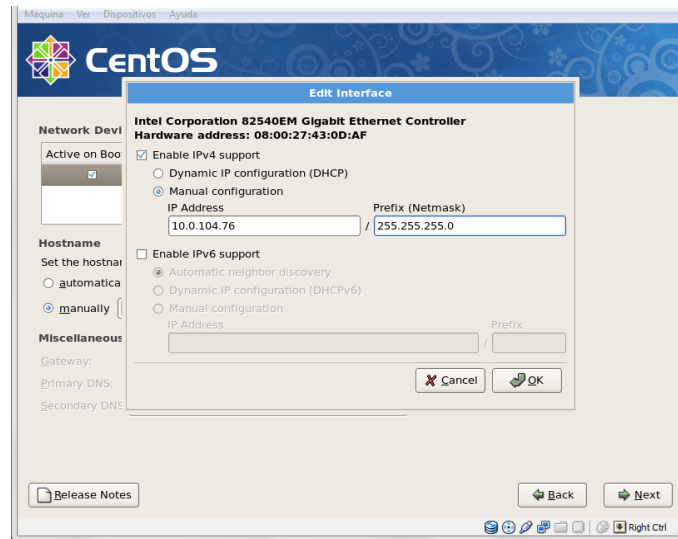 Máquina Ver Dispositivos Ayuda
CentOS
Edit Interface
Intel Corporation 82540EM Gigabit Ethernet Controller
Hardware address: 08:00:27:43:0D:AF
Network Devi
Active on Boo
Enable IPv4 support
Dynamic IP configuration (DHCP)
Manual configuration
IP Address Prefix (Netmask)
10.0.104.76 / 255.255.255.0
Hostname
Set the hostnar
automatica
manually
Enable IPv6 support
Automatic neighbor discovery
Dynamic IP configuration (DHCPv6)
Manual configuration
IP Address Prefix
/
Miscellaneous
Gateway:
Primary DNS:
Secondary DNS
Cancel OK
Release Notes Back Next
Right Ctrl